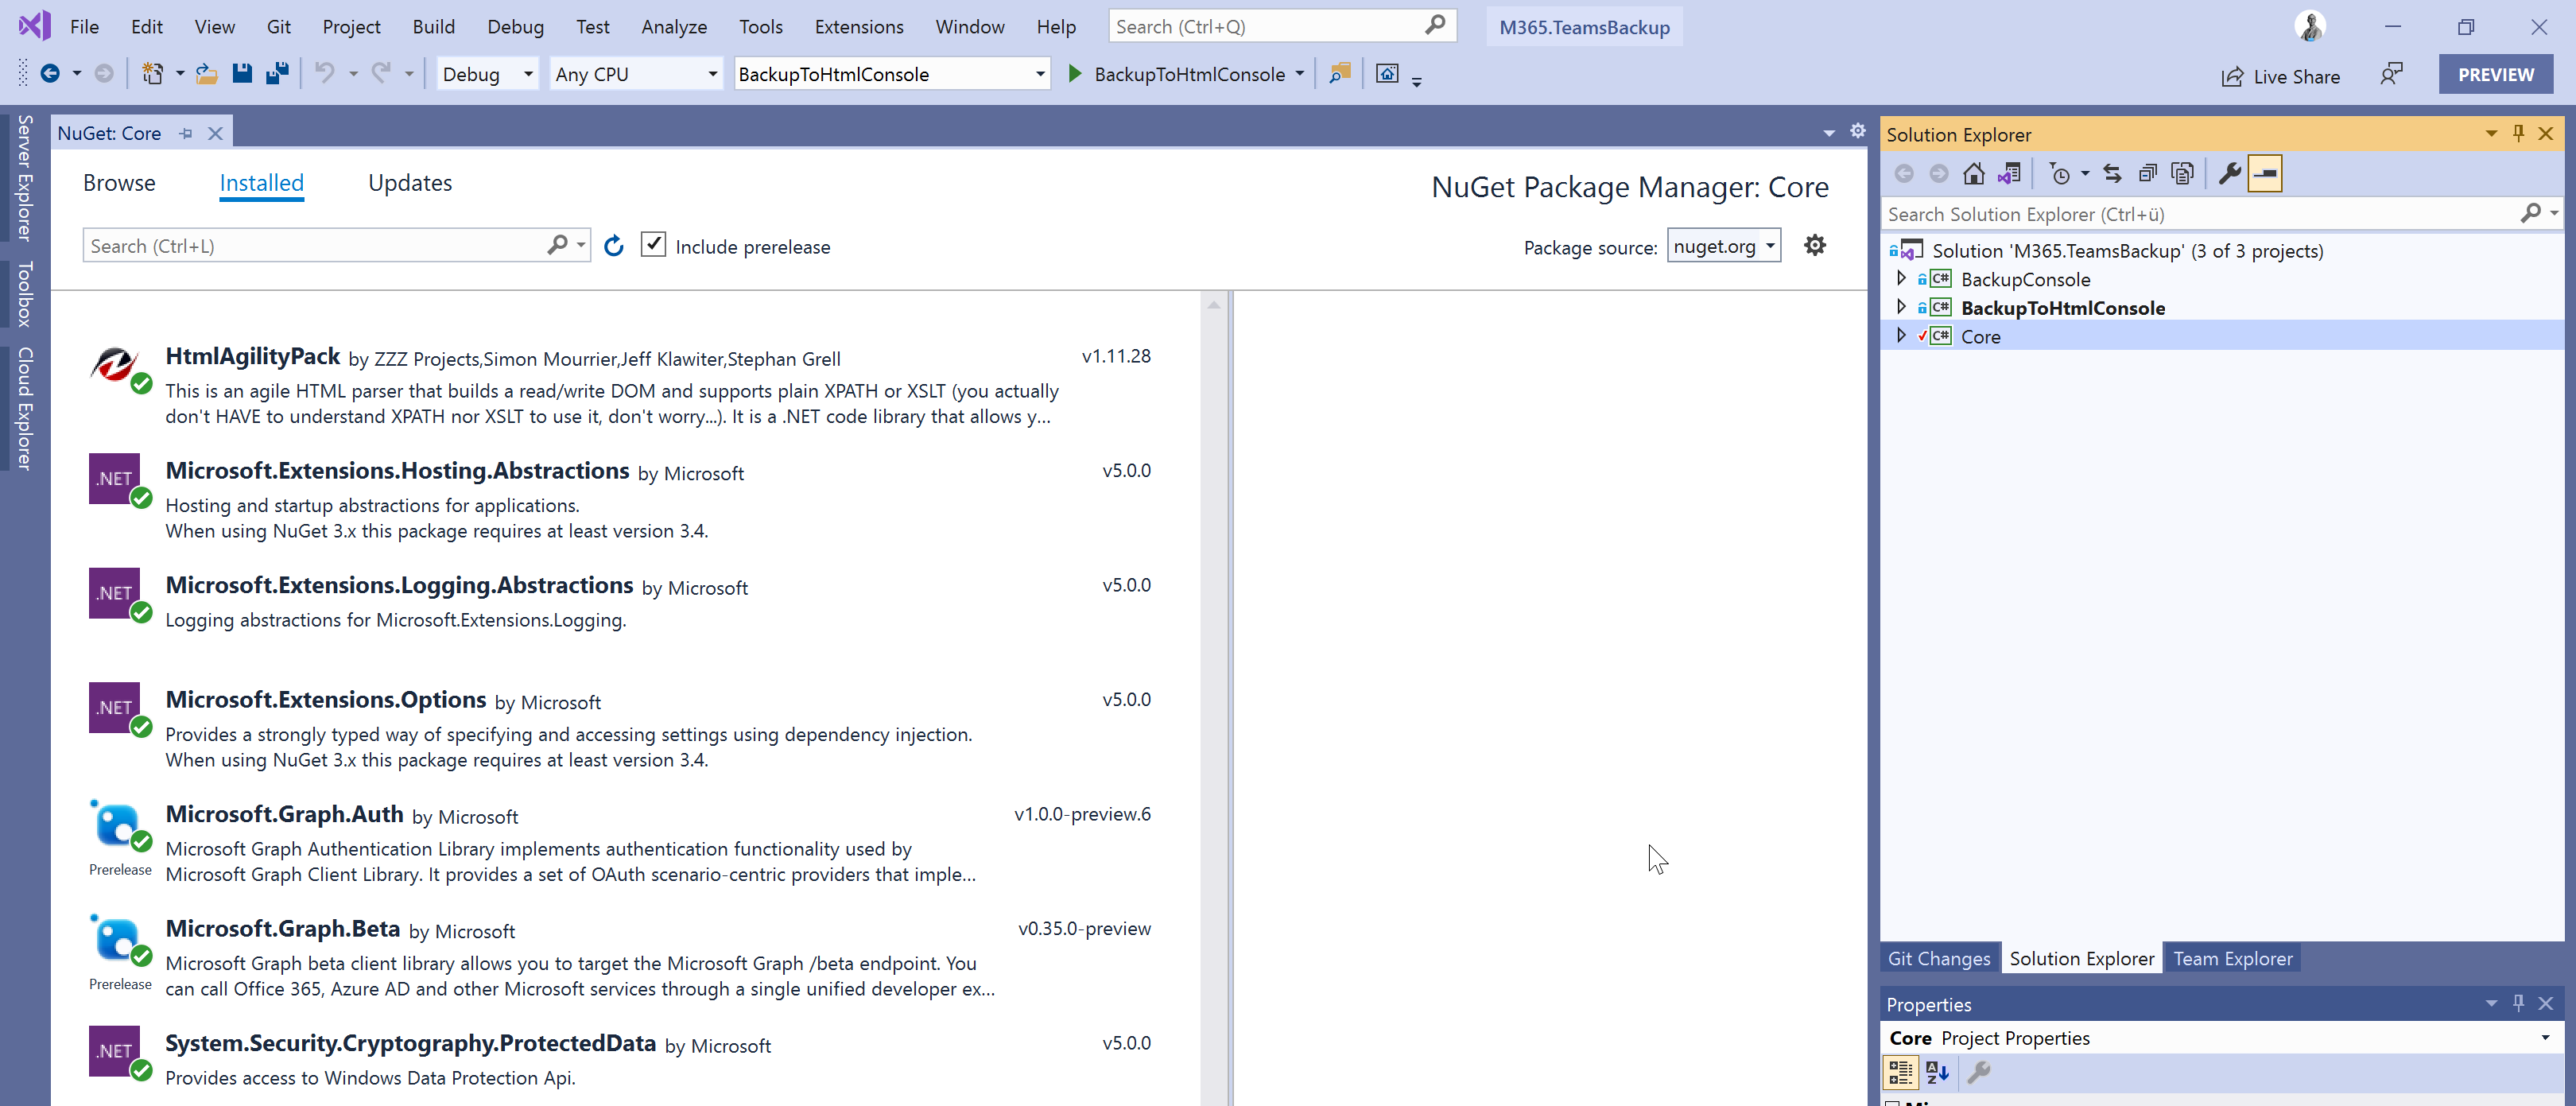 File Edit View Git Project Build Debug Test Analyze Tools Extensions Window Help Search (Ctrl+Q) M365.TeamsBackup
Debug Any CPU BackupToHtmlConsole BackupToHtmlConsole Live Share PREVIEW
Server Explorer
Toolbox
Cloud Explorer
NuGet: Core
Browse Installed Updates
NuGet Package Manager: Core
Search (Ctrl+L) Include prerelease
Package source: nuget.org
HtmlAgilityPack by ZZZ Projects,Simon Mourrier,Jeff Klawiter,Stephan Grell v1.11.28
This is an agile HTML parser that builds a read/write DOM and supports plain XPATH or XSLT (you actually
don't HAVE to understand XPATH nor XSLT to use it, don't worry...). It is a .NET code library that allows y...
.NET
Microsoft.Extensions.Hosting.Abstractions by Microsoft v5.0.0
Hosting and startup abstractions for applications.
When using NuGet 3.x this package requires at least version 3.4.
.NET
Microsoft.Extensions.Logging.Abstractions by Microsoft v5.0.0
Logging abstractions for Microsoft.Extensions.Logging.
.NET
Microsoft.Extensions.Options by Microsoft v5.0.0
Provides a strongly typed way of specifying and accessing settings using dependency injection.
When using NuGet 3.x this package requires at least version 3.4.
Microsoft.Graph.Auth by Microsoft v1.0.0-preview.6
Microsoft Graph Authentication Library implements authentication functionality used by
Microsoft Graph Client Library. It provides a set of OAuth scenario-centric providers that imple...
Prerelease
Microsoft.Graph.Beta by Microsoft v0.35.0-preview
Microsoft Graph beta client library allows you to target the Microsoft Graph /beta endpoint. You
can call Office 365, Azure AD and other Microsoft services through a single unified developer ex...
Prerelease
.NET
System.Security.Cryptography.ProtectedData by Microsoft v5.0.0
Provides access to Windows Data Protection Api.
Solution Explorer
Search Solution Explorer (Ctrl+ü)
Solution 'M365.TeamsBackup' (3 of 3 projects)
C# BackupConsole
C# BackupToHtmlConsole
C# Core
Git Changes Solution Explorer Team Explorer
Properties
Core Project Properties